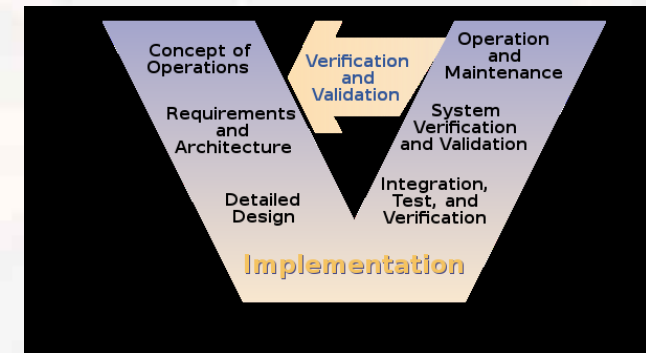 Concept of
Operations
Requirements
and
Architecture
Detailed
Design
Verification
and
Validation
Operation
and
Maintenance
System
Verification
and Validation
Integration,
Test, and
Verification
Implementation